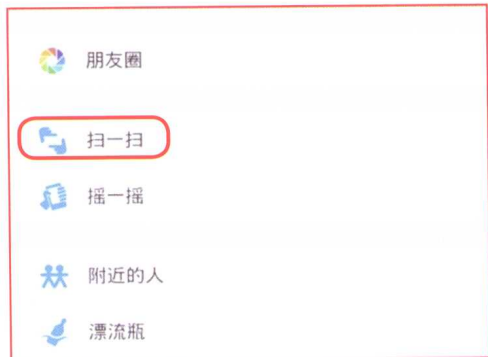 朋友圈
扫一扫
摇一摇
附近的人
漂流瓶